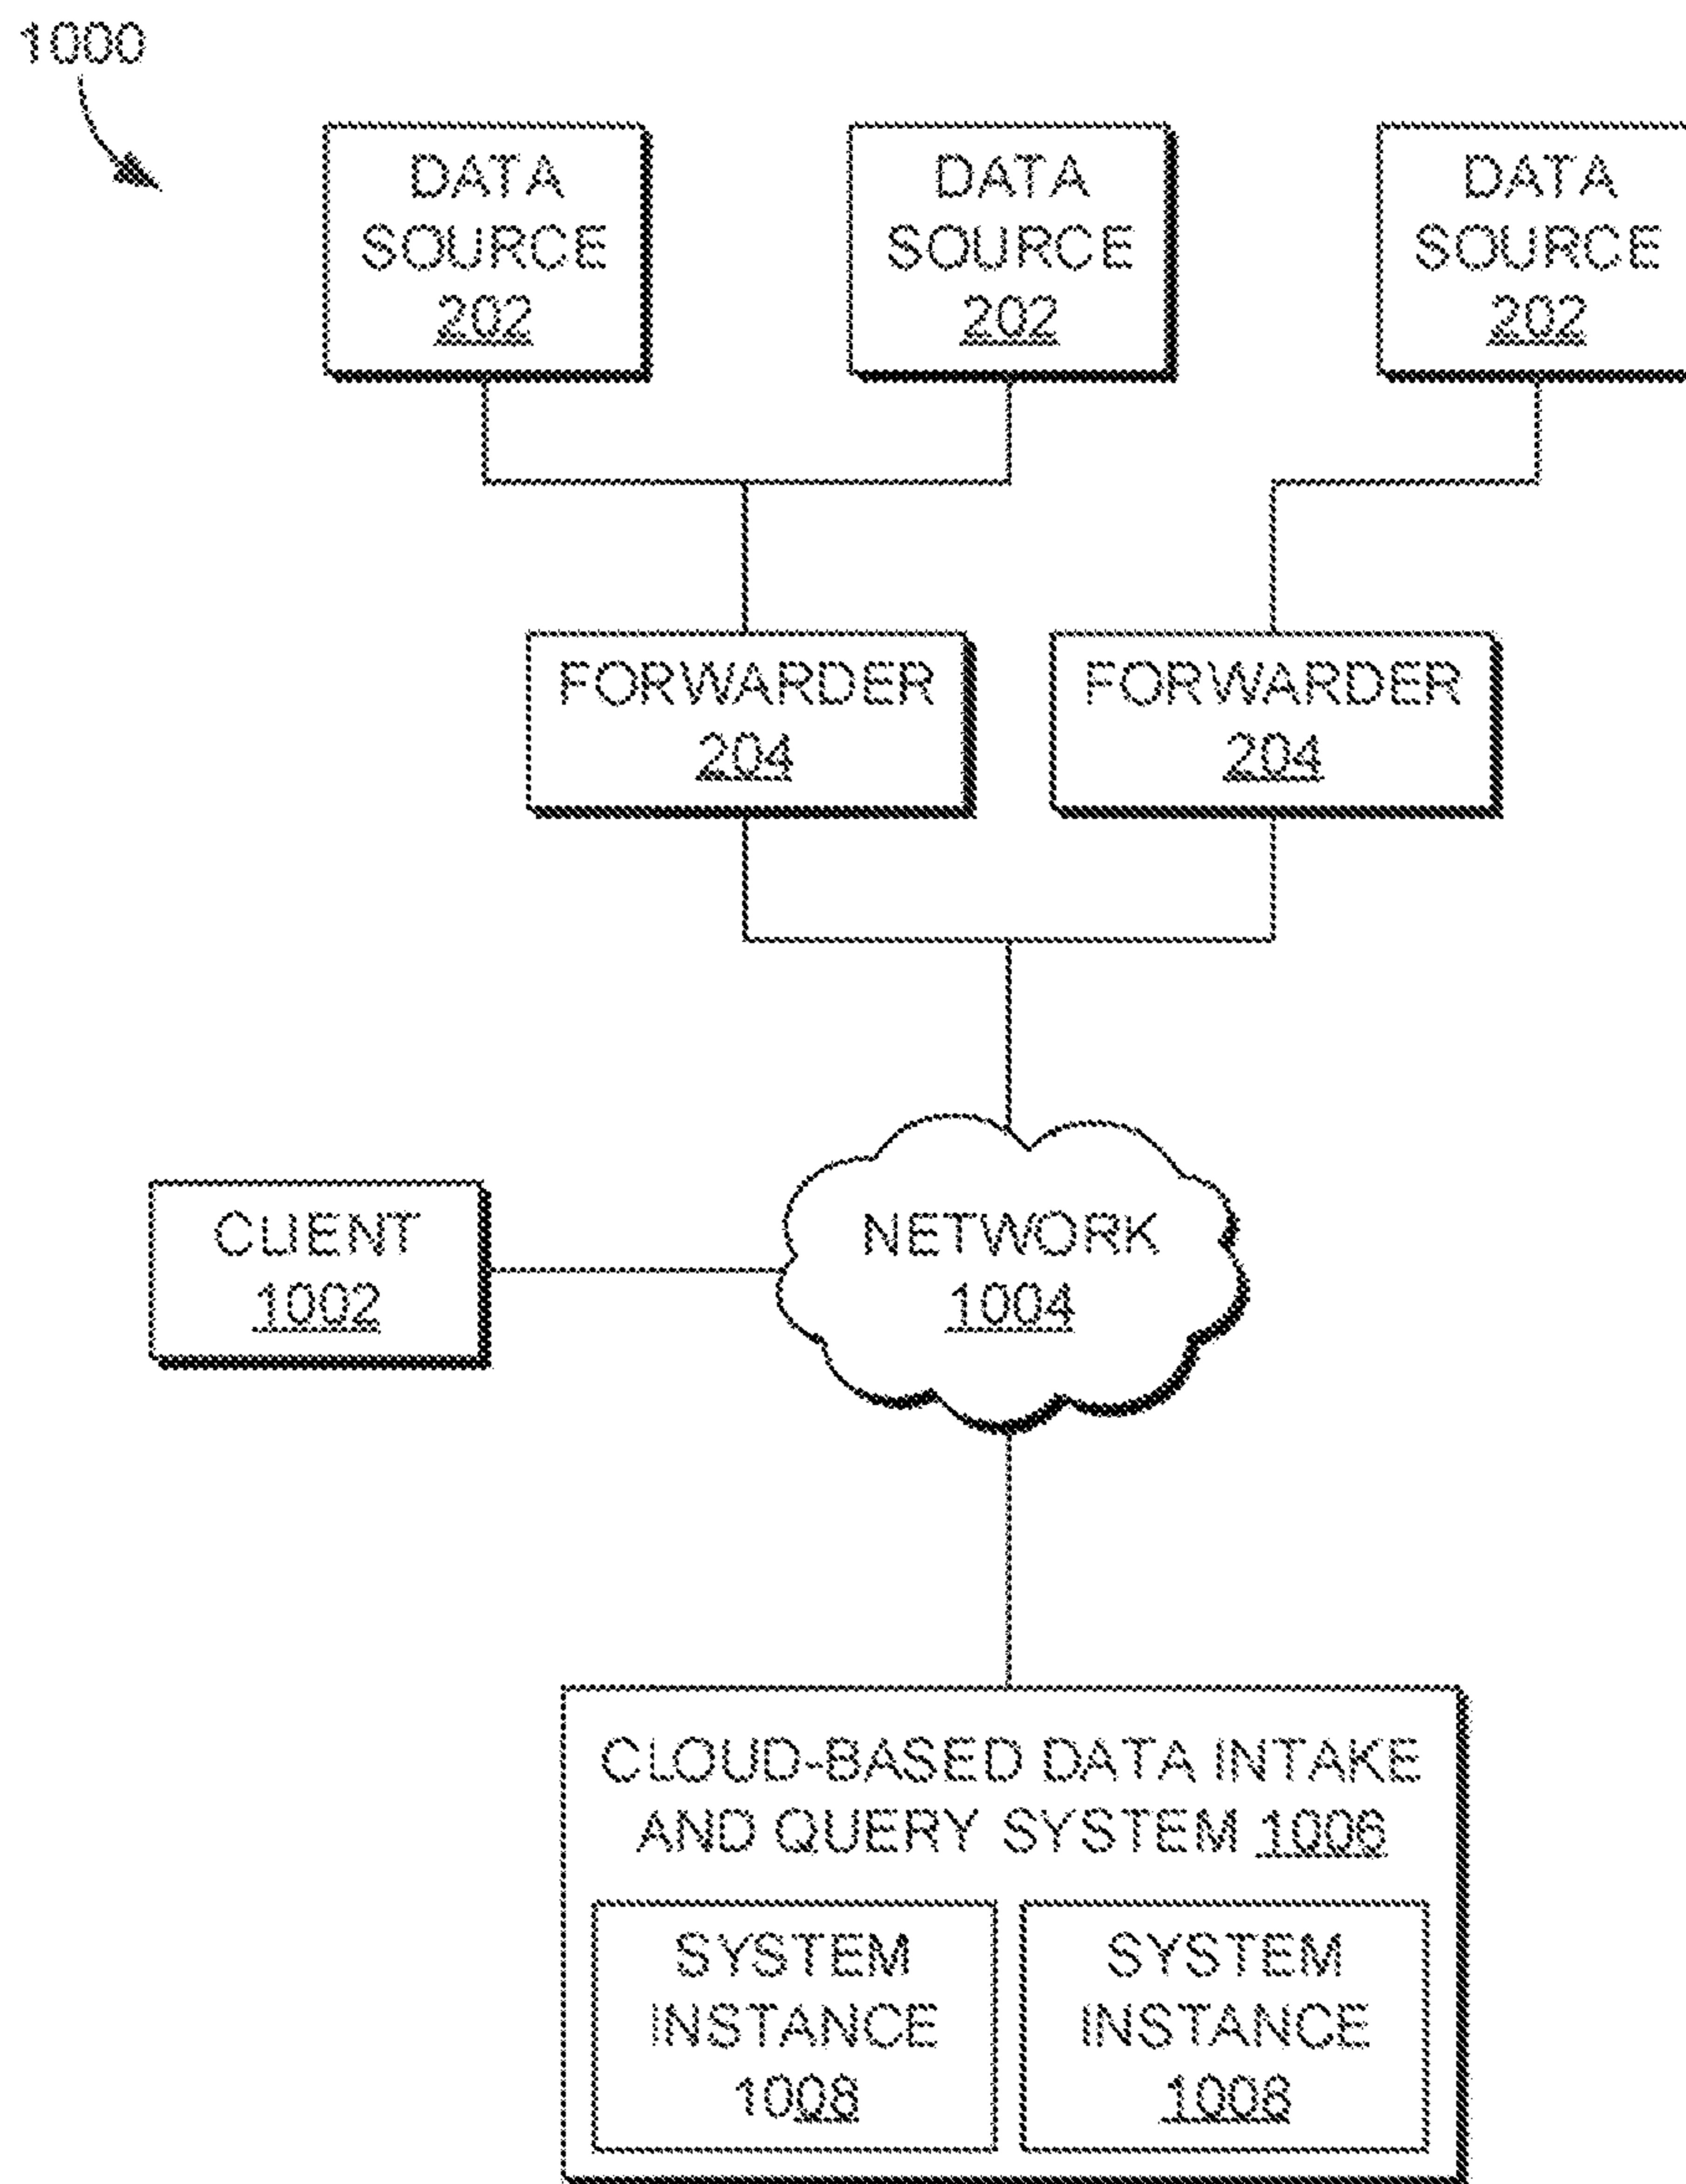 1000
DATA
SOURCE
202
DATA
SOURCE
202
DATA
SOURCE
202
FORWARDER
204
FORWARDER
204
CLIENT
1002
NETWORK
1004
CLOUD-BASED DATA INTAKE
AND QUERY SYSTEM 1006
SYSTEM
INSTANCE
1008
SYSTEM
INSTANCE
1008